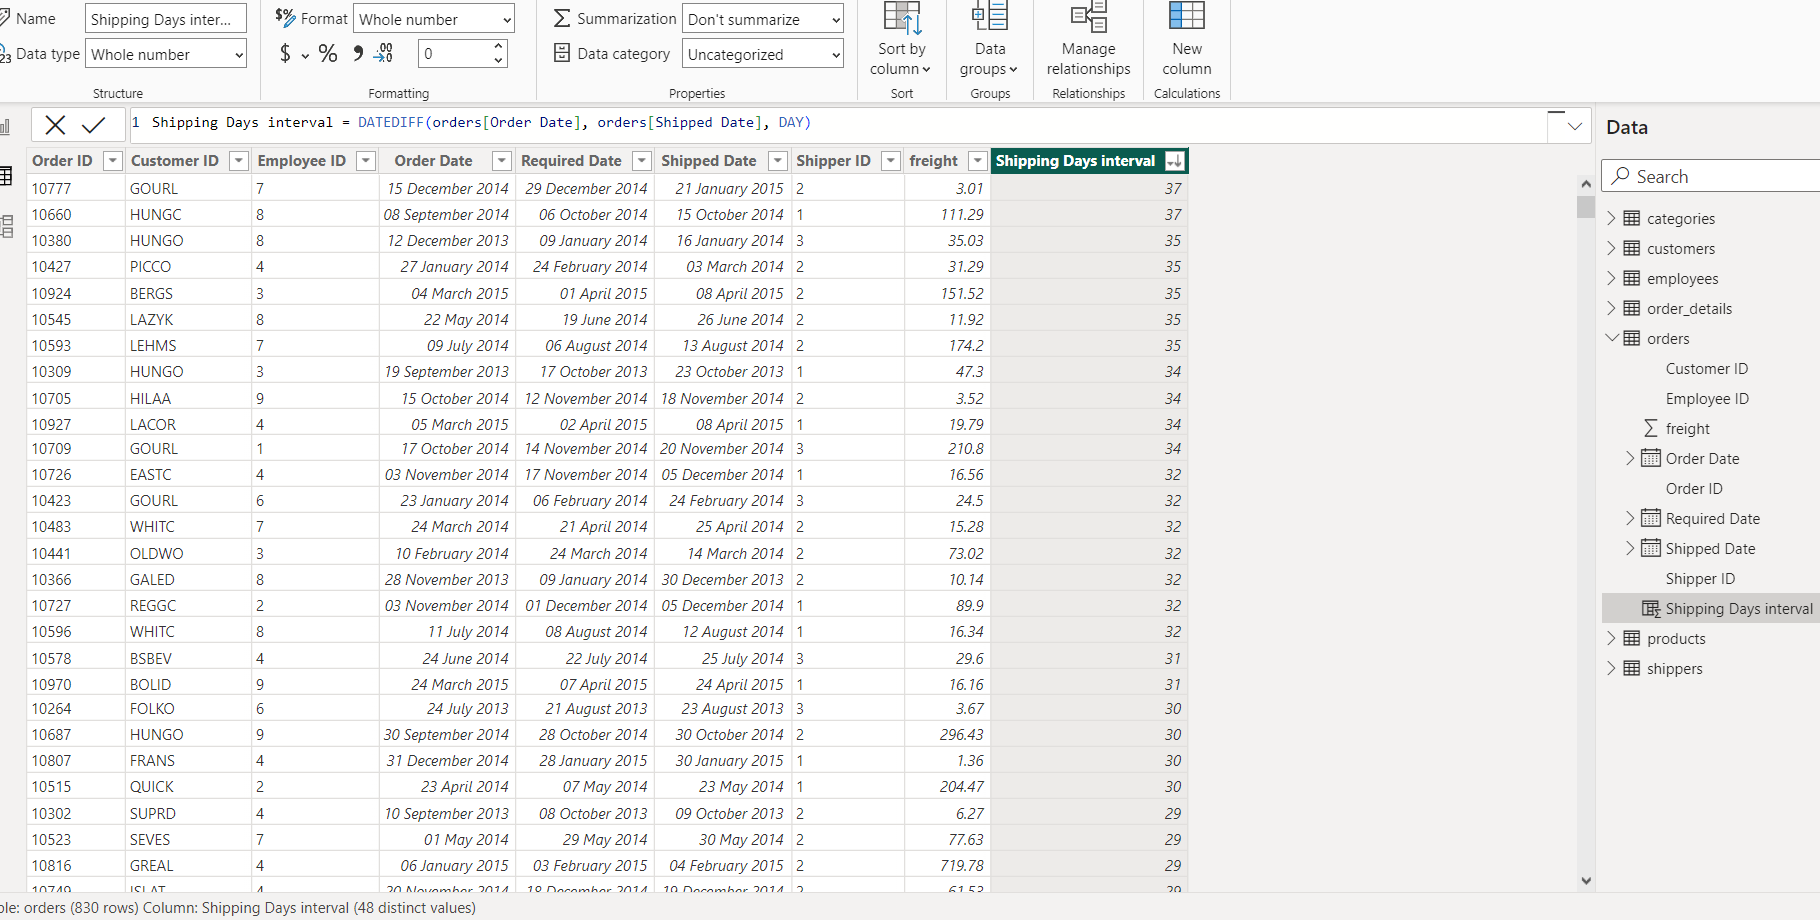 Name Shipping Days inter... Format Whole number Summarization Don't summarize Sort by column Data groups Manage relationships New column
23 Data type Whole number $ % 0 Data category Uncategorized
Structure Formatting Properties Sort Groups Relationships Calculations
1 Shipping Days interval = DATEDIFF(orders[Order Date], orders[Shipped Date], DAY)
Order ID Customer ID Employee ID Order Date Required Date Shipped Date Shipper ID freight Shipping Days interval
10777 GOURL 7 15 December 2014 29 December 2014 21 January 2015 2 3.01 37
10660 HUNGC 8 08 September 2014 06 October 2014 15 October 2014 1 111.29 37
10380 HUNGO 8 12 December 2013 09 January 2014 16 January 2014 3 35.03 35
10427 PICCO 4 27 January 2014 24 February 2014 03 March 2014 2 31.29 35
10924 BERGS 3 04 March 2015 01 April 2015 08 April 2015 2 151.52 35
10545 LAZYK 8 22 May 2014 19 June 2014 26 June 2014 2 11.92 35
10593 LEHMS 7 09 July 2014 06 August 2014 13 August 2014 2 174.2 35
10309 HUNGO 3 19 September 2013 17 October 2013 23 October 2013 1 47.3 34
10705 HILAA 9 15 October 2014 12 November 2014 18 November 2014 2 3.52 34
10927 LACOR 4 05 March 2015 02 April 2015 08 April 2015 1 19.79 34
10709 GOURL 1 17 October 2014 14 November 2014 20 November 2014 3 210.8 34
10726 EASTC 4 03 November 2014 17 November 2014 05 December 2014 1 16.56 32
10423 GOURL 6 23 January 2014 06 February 2014 24 February 2014 3 24.5 32
10483 WHITC 7 24 March 2014 21 April 2014 25 April 2014 2 15.28 32
10441 OLDWO 3 10 February 2014 24 March 2014 14 March 2014 2 73.02 32
10366 GALED 8 28 November 2013 09 January 2014 30 December 2013 2 10.14 32
10727 REGGC 2 03 November 2014 01 December 2014 05 December 2014 1 89.9 32
10596 WHITC 8 11 July 2014 08 August 2014 12 August 2014 1 16.34 32
10578 BSBEV 4 24 June 2014 22 July 2014 25 July 2014 3 29.6 31
10970 BOLID 9 24 March 2015 07 April 2015 24 April 2015 1 16.16 31
10264 FOLKO 6 24 July 2013 21 August 2013 23 August 2013 3 3.67 30
10687 HUNGO 9 30 September 2014 28 October 2014 30 October 2014 2 296.43 30
10807 FRANS 4 31 December 2014 28 January 2015 30 January 2015 1 1.36 30
10515 QUICK 2 23 April 2014 07 May 2014 23 May 2014 1 204.47 30
10302 SUPRD 4 10 September 2013 08 October 2013 09 October 2013 2 6.27 29
10523 SEVES 7 01 May 2014 29 May 2014 30 May 2014 2 77.63 29
10816 GREAL 4 06 January 2015 03 February 2015 04 February 2015 2 719.78 29
10749 ISLAT 4 20 November 2014 18 December 2014 19 December 2014 2 61.53 29
ble: orders (830 rows) Column: Shipping Days interval (48 distinct values)
Data
Search
categories
customers
employees
order_details
orders
Customer ID
Employee ID
freight
Order Date
Order ID
Required Date
Shipped Date
Shipper ID
Shipping Days interval
products
shippers